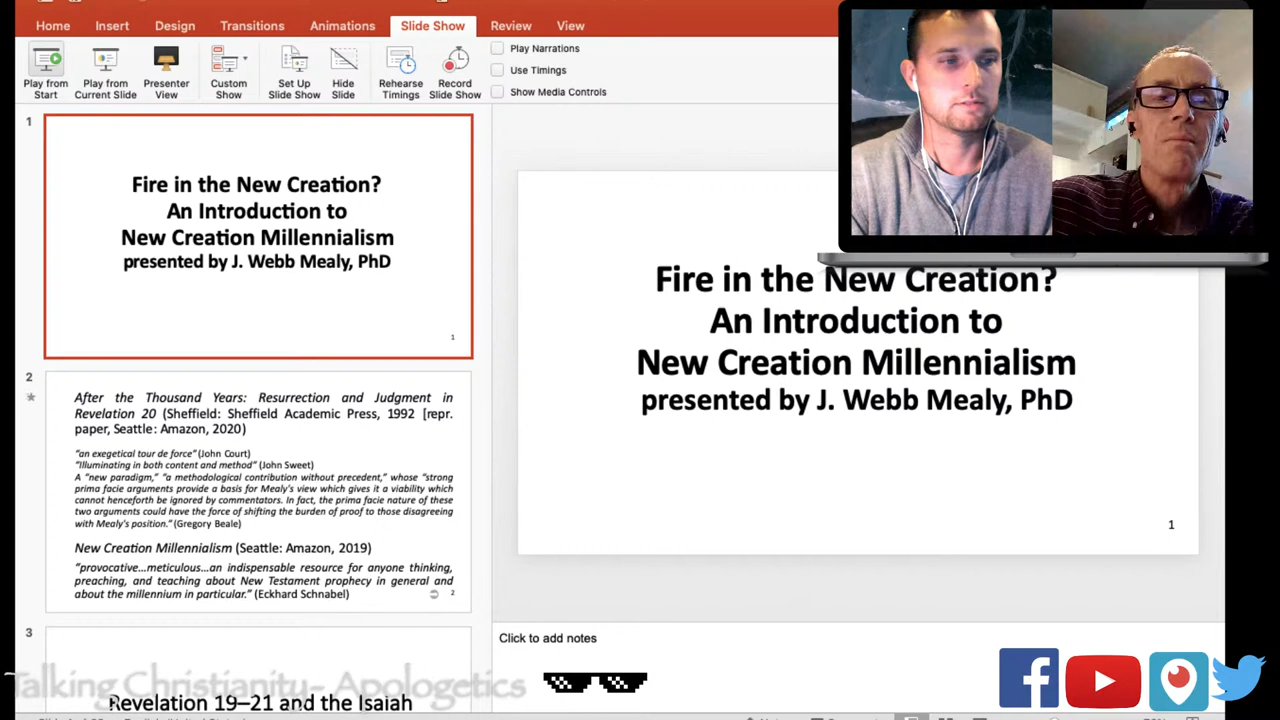 Home Insert Design Transitions Animations Slide Show Review View
Play from Start
Play from Current Slide
Presenter View
Custom Show
Set Up Slide Show
Hide Slide
Rehearse Timings
Record Slide Show
Play Narrations
Use Timings
Show Media Controls
1
Fire in the New Creation?
An Introduction to
New Creation Millennialism
presented by J. Webb Mealy, PhD
1
2
After the Thousand Years: Resurrection and Judgment in
Revelation 20 (Sheffield: Sheffield Academic Press, 1992 [repr.
paper, Seattle: Amazon, 2020)
“an exegetical tour de force” (John Court)
“Illuminating in both content and method” (John Sweet)
A “new paradigm,” “a methodological contribution without precedent,” whose “strong
prima facie arguments provide a basis for Mealy's view which gives it a viability which
cannot henceforth be ignored by commentators. In fact, the prima facie nature of these
two arguments could have the force of shifting the burden of proof to those disagreeing
with Mealy's position.” (Gregory Beale)
New Creation Millennialism (Seattle: Amazon, 2019)
“provocative...meticulous...an indispensable resource for anyone thinking,
preaching, and teaching about New Testament prophecy in general and
about the millennium in particular.” (Eckhard Schnabel)
2
3
Revelation 19–21 and the Isaiah
Fire in the New Creation?
An Introduction to
New Creation Millennialism
presented by J. Webb Mealy, PhD
1
Click to add notes
Talking Christianity- Apologetics